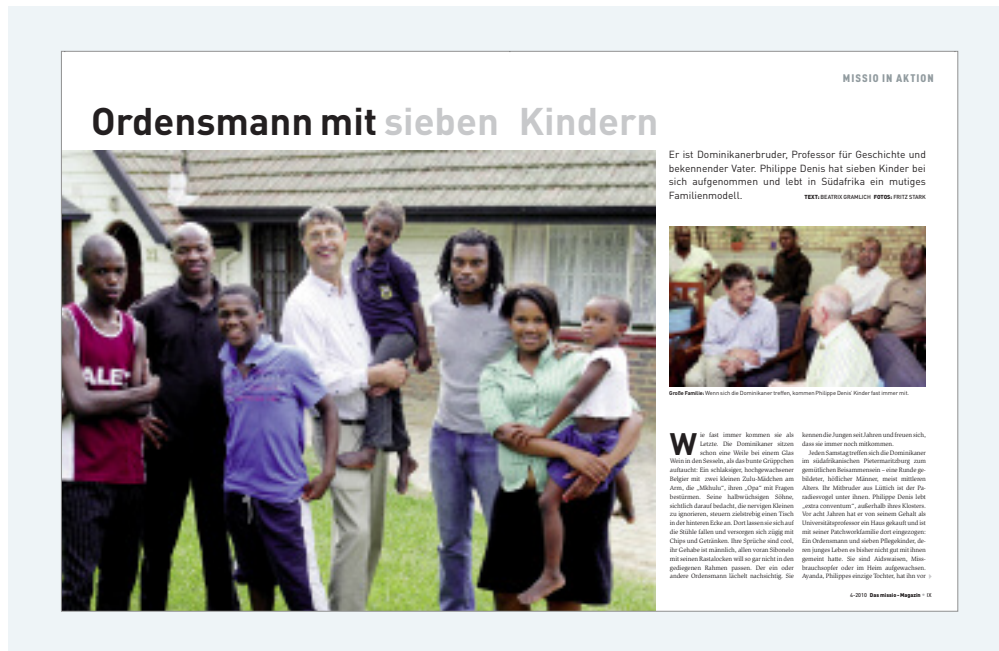 MISSIO IN AKTION
Ordensmann mit sieben Kindern
Er ist Dominikanerbruder, Professor für Geschichte und
bekennender Vater. Philippe Denis hat sieben Kinder bei
sich aufgenommen und lebt in Südafrika ein mutiges
Familienmodell.
TEXT: BEATRIX GRAMLICH FOTOS: FRITZ STARK
ALE
Große Familie: Wenn sich die Dominikaner treffen, kommen Philippe Denis' Kinder fast immer mit.
Wie fast immer kommen sie als
Letzte. Die Dominikaner sitzen
schon eine Weile bei einem Glas
Wein in den Sesseln, als das bunte Grüppchen
auftaucht: Ein schlaksiger, hochgewachsener
Belgier mit zwei kleinen Zulu-Mädchen am
Arm, die „Mkhulu“, ihren „Opa“ mit Fragen
bestürmen. Seine halbwüchsigen Söhne,
sichtlich darauf bedacht, die nervigen Kleinen
zu ignorieren, steuern zielstrebig einen Tisch
in der hinteren Ecke an. Dort lassen sie sich auf
die Stühle fallen und versorgen sich zügig mit
Chips und Getränken. Ihre Sprüche sind cool,
ihr Gehabe ist männlich, allen voran Sibonelo
mit seinen Rastalocken will so gar nicht in den
gediegenen Rahmen passen. Der ein oder
andere Ordensmann lächelt nachsichtig. Sie
kennen die Jungen seit Jahren und freuen sich,
dass sie immer noch mitkommen.
Jeden Samstag treffen sich die Dominikaner
im südafrikanischen Pietermaritzburg zum
gemütlichen Beisammensein – eine Runde ge-
bildeter, höflicher Männer, meist mittleren
Alters. Ihr Mitbruder aus Lüttich ist der Pa-
radiesvogel unter ihnen. Philippe Denis lebt
„extra conventum“, außerhalb ihres Klosters.
Vor acht Jahren hat er von seinem Gehalt als
Universitätsprofessor ein Haus gekauft und ist
mit seiner Patchworkfamilie dort eingezogen:
Ein Ordensmann und sieben Pflegekinder, de-
ren junges Leben es bisher nicht gut mit ihnen
gemeint hatte. Sie sind Aidswaisen, Miss-
brauchsopfer oder im Heim aufgewachsen.
Ayanda, Philippes einzige Tochter, hat ihn vor ›
4-2010 Das missio-Magazin • IX